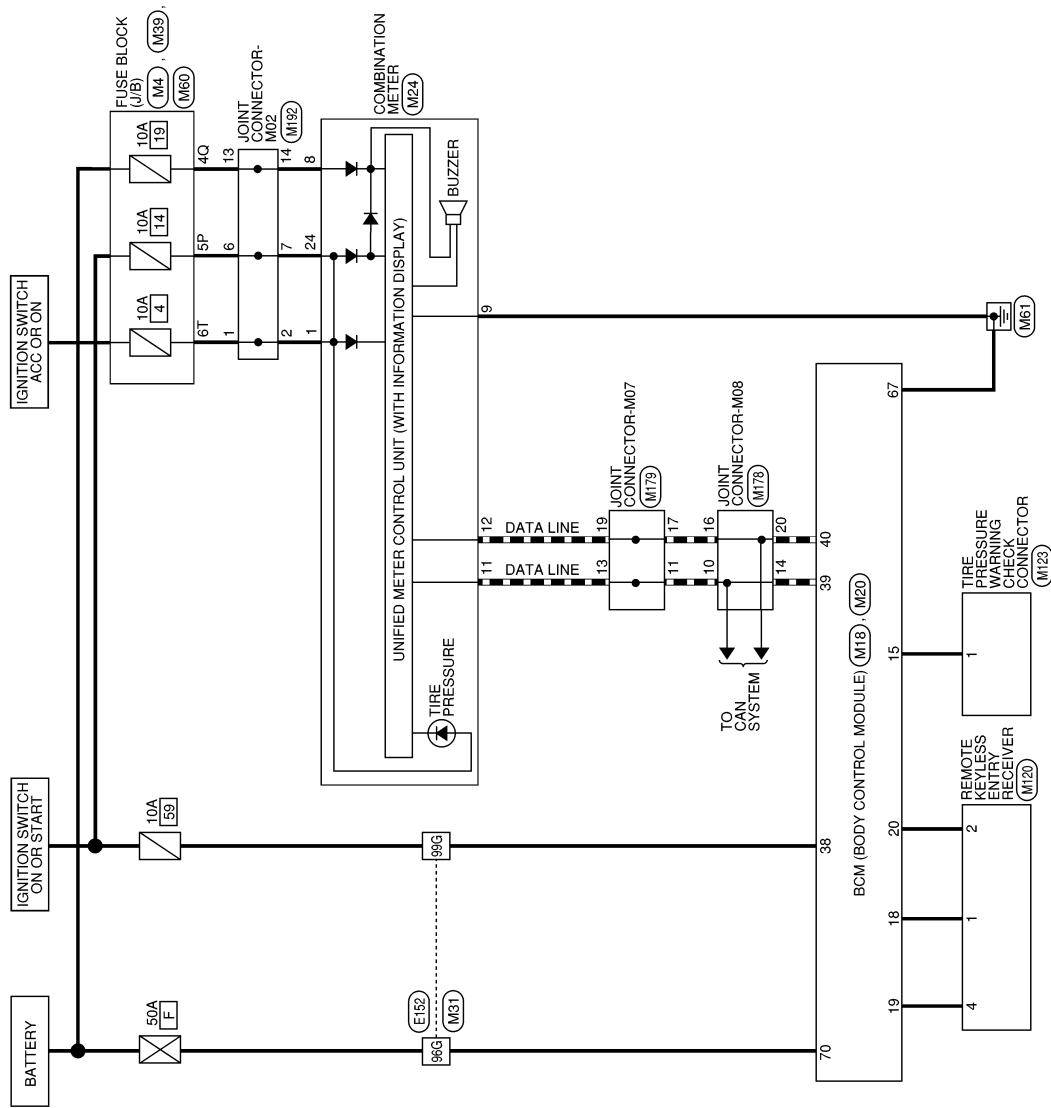 BATTERY
IGNITION SWITCH
ON OR START
IGNITION SWITCH
ACC OR ON
50A
F
10A
59
10A
4
10A
14
10A
19
FUSE BLOCK
(J/B)
M4 , M39 ,
M60
6T
5P
4Q
1
6
13
JOINT
CONNECTOR-
M02
M192
2
7
14
1
24
8
COMBINATION
METER
M24
BUZZER
UNIFIED METER CONTROL UNIT (WITH INFORMATION DISPLAY)
TIRE
PRESSURE
11
12
9
DATA LINE
DATA LINE
96G
99G
E152
M31
13
19
JOINT
CONNECTOR-M07
M179
11
17
10
16
JOINT
CONNECTOR-M08
M178
14
20
TO
CAN
SYSTEM
70
38
39
40
67
M61
BCM (BODY CONTROL MODULE) M18 , M20
19
18
20
15
4
1
2
REMOTE
KEYLESS
ENTRY
RECEIVER
M120
1
TIRE
PRESSURE
WARNING
CHECK
CONNECTOR
M123